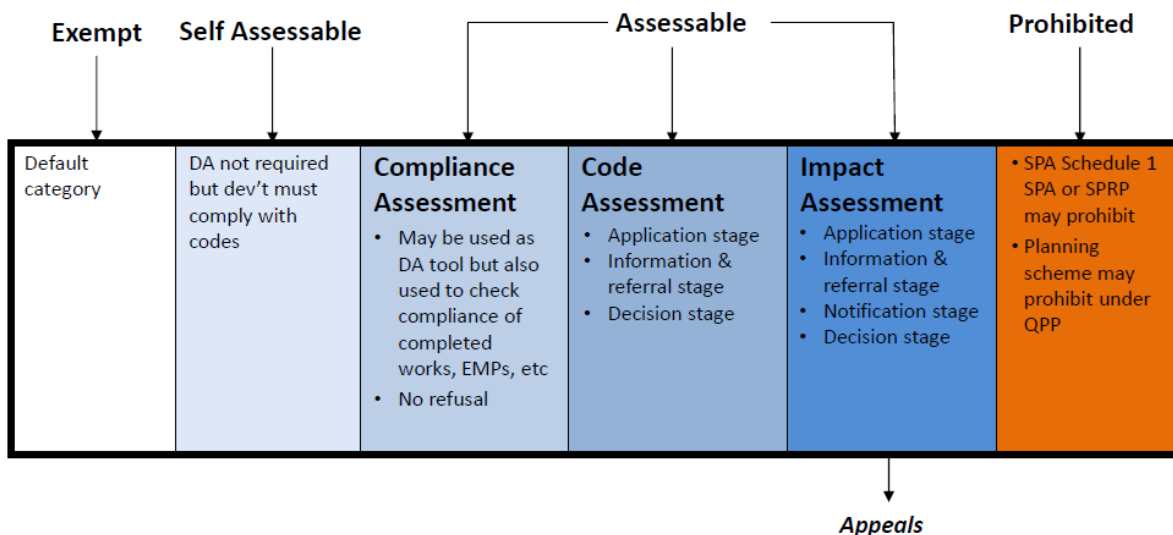 Exempt
Self Assessable
Assessable
Prohibited
Default
category
DA not required
but dev’t must
comply with
codes
Compliance
Assessment
• May be used as
DA tool but also
used to check
compliance of
completed
works, EMPs, etc
• No refusal
Code
Assessment
• Application stage
• Information &
referral stage
• Decision stage
Impact
Assessment
• Application stage
• Information &
referral stage
• Notification stage
• Decision stage
• SPA Schedule 1
SPA or SPRP
may prohibit
• Planning
scheme may
prohibit under
QPP
Appeals